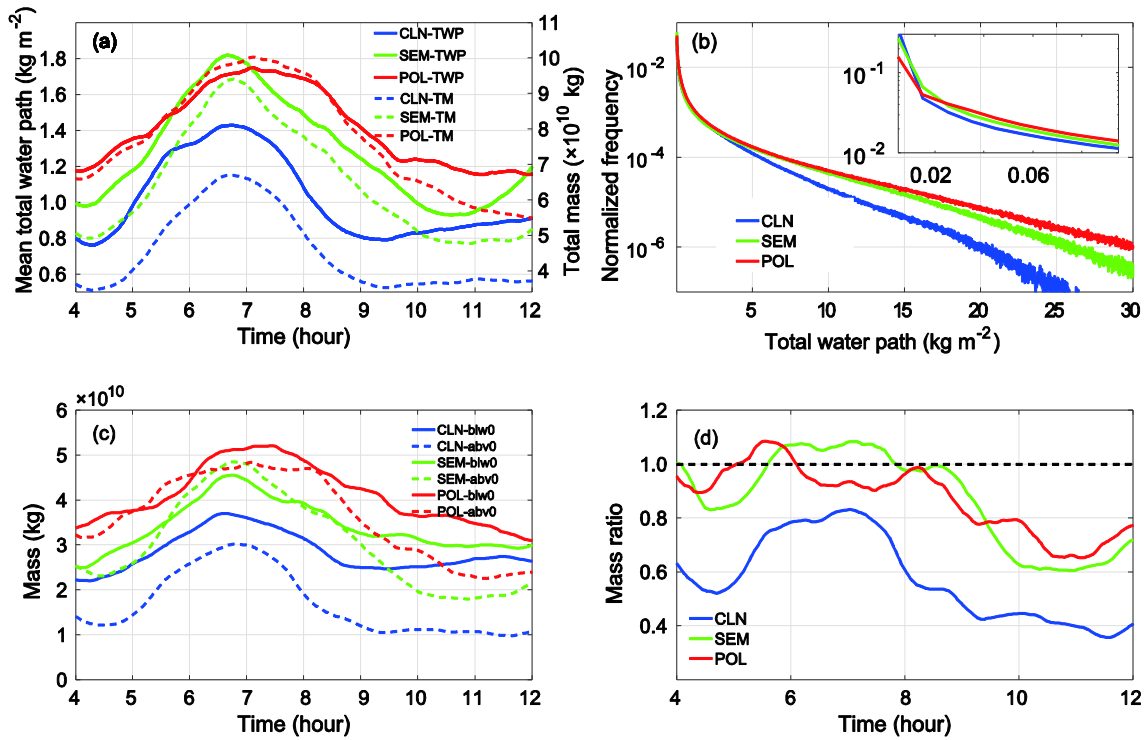 (a)
Mean total water path (kg m-2)
1.8
1.6
1.4
1.2
1.0
0.8
0.6
11
10
9
8
7
6
5
4
Total mass (×10^10 kg)
CLN-TWP
SEM-TWP
POL-TWP
CLN-TM
SEM-TM
POL-TM
4 5 6 7 8 9 10 11 12
Time (hour)
(b)
Normalized frequency
10-2
10-4
10-6
10-1
10-2
0.02 0.06
CLN
SEM
POL
5 10 15 20 25 30
Total water path (kg m-2)
×10^10
(c)
Mass (kg)
6
5
4
3
2
1
0
CLN-blw0
CLN-abv0
SEM-blw0
SEM-abv0
POL-blw0
POL-abv0
4 5 6 7 8 9 10 11 12
Time (hour)
(d)
Mass ratio
1.2
1.0
0.8
0.6
0.4
CLN
SEM
POL
4 6 8 10 12
Time (hour)